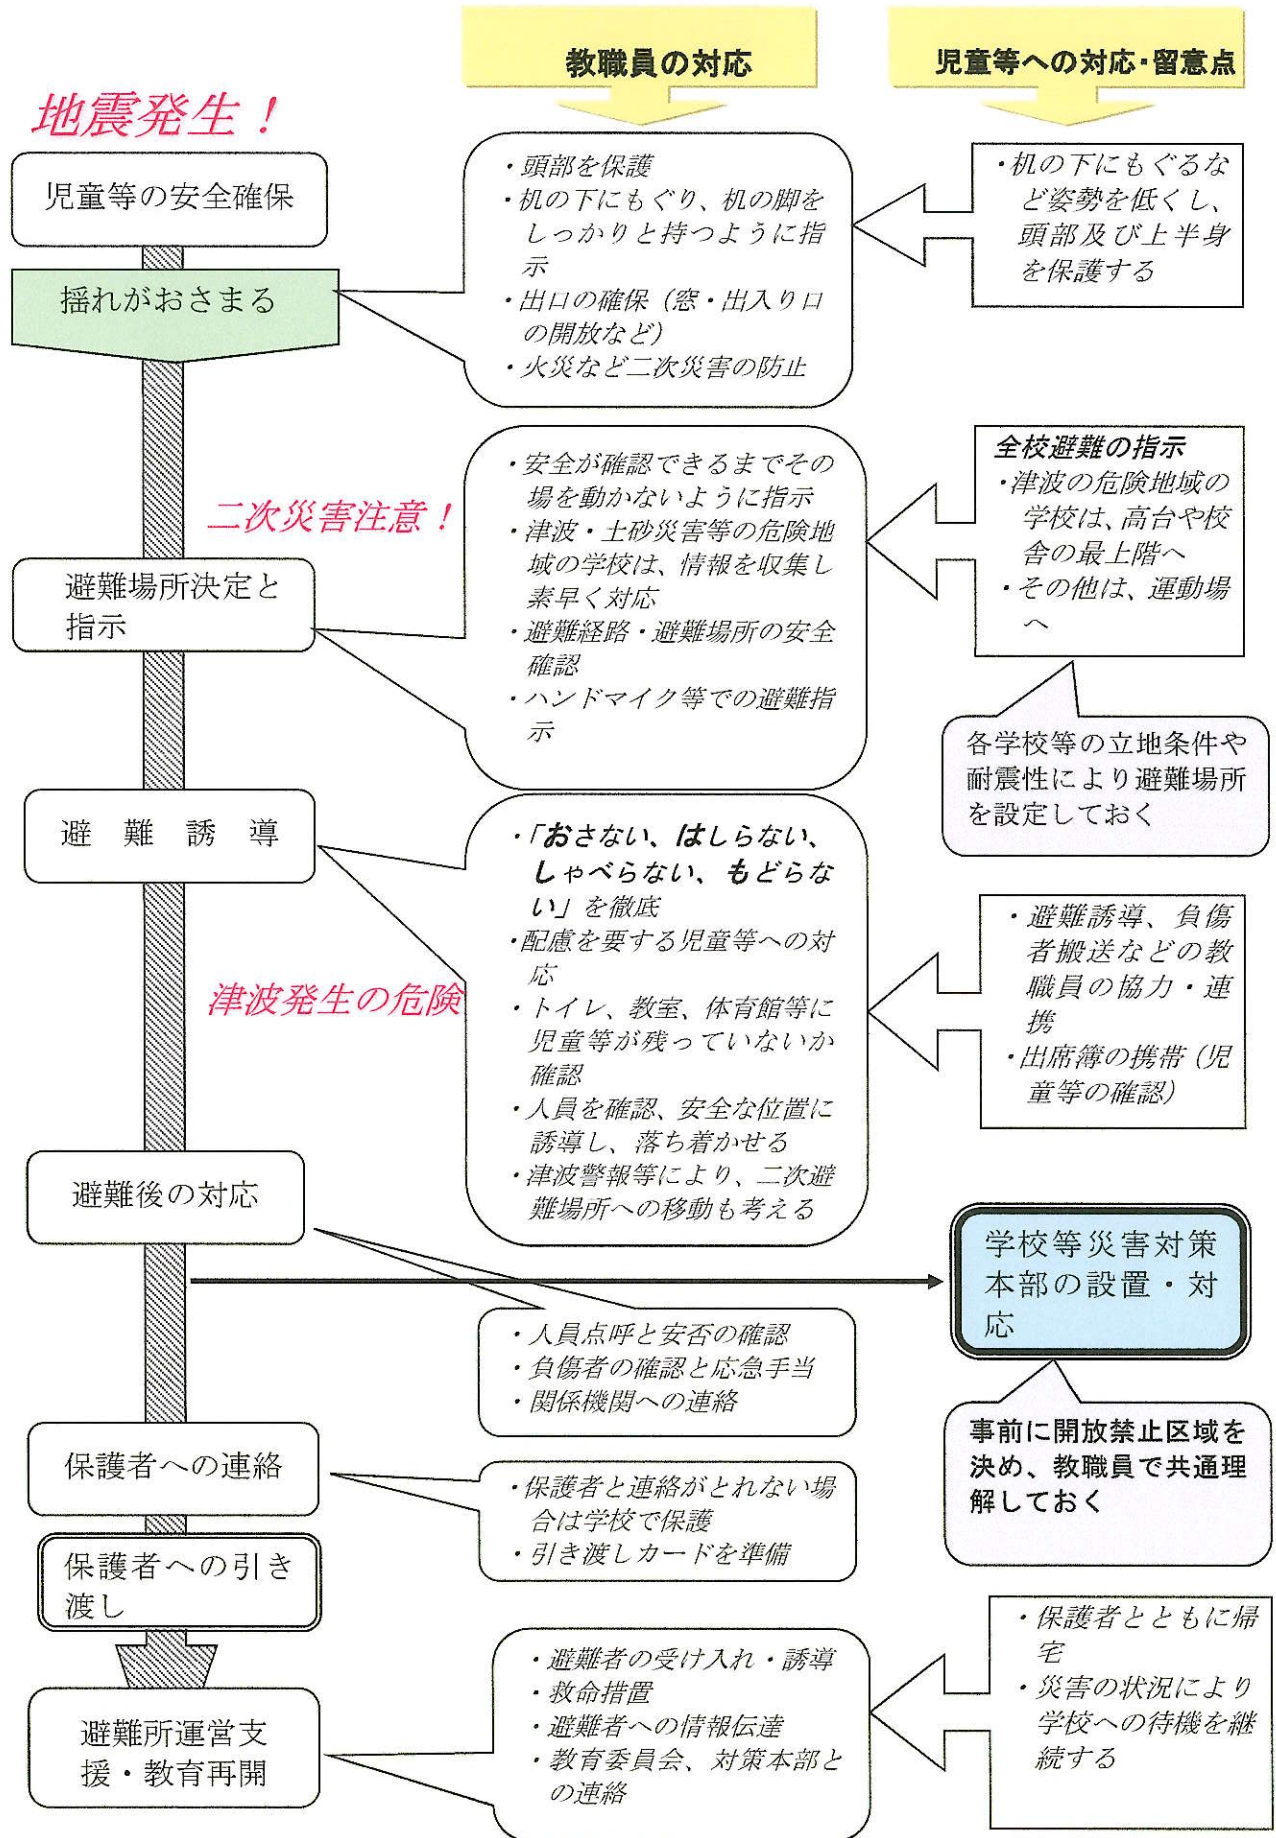 教職員の対応
児童等への対応・留意点
地震発生！
児童等の安全確保
揺れがおさまる
・頭部を保護
・机の下にもぐり、机の脚を
しっかりと持つように指
示
・出口の確保（窓・出入り口
の開放など）
・火災など二次災害の防止
・机の下にもぐるな
ど姿勢を低くし、
頭部及び上半身
を保護する
二次災害注意！
避難場所決定と
指示
・安全が確認できるまでその
場を動かないように指示
・津波・土砂災害等の危険地
域の学校は、情報を収集し
素早く対応
・避難経路・避難場所の安全
確認
・ハンドマイク等での避難指
示
全校避難の指示
・津波の危険地域の
学校は、高台や校
舎の最上階へ
・その他は、運動場
へ
各学校等の立地条件や
耐震性により避難場所
を設定しておく
避難誘導
津波発生の危険
・「おさない、はしらない、
しゃべらない、もどらな
い」を徹底
・配慮を要する児童等への対
応
・トイレ、教室、体育館等に
児童等が残っていないか
確認
・人員を確認、安全な位置に
誘導し、落ち着かせる
・津波警報等により、二次避
難場所への移動も考える
・避難誘導、負傷
者搬送などの教
職員の協力・連
携
・出席簿の携帯（児
童等の確認）
避難後の対応
学校等災害対策
本部の設置・対
応
・人員点呼と安否の確認
・負傷者の確認と応急手当
・関係機関への連絡
事前に開放禁止区域を
決め、教職員で共通理
解しておく
保護者への連絡
・保護者と連絡がとれない場
合は学校で保護
・引き渡しカードを準備
保護者への引き
渡し
避難所運営支
援・教育再開
・避難者の受け入れ・誘導
・救命措置
・避難者への情報伝達
・教育委員会、対策本部と
の連絡
・保護者とともに帰
宅
・災害の状況により
学校への待機を継
続する